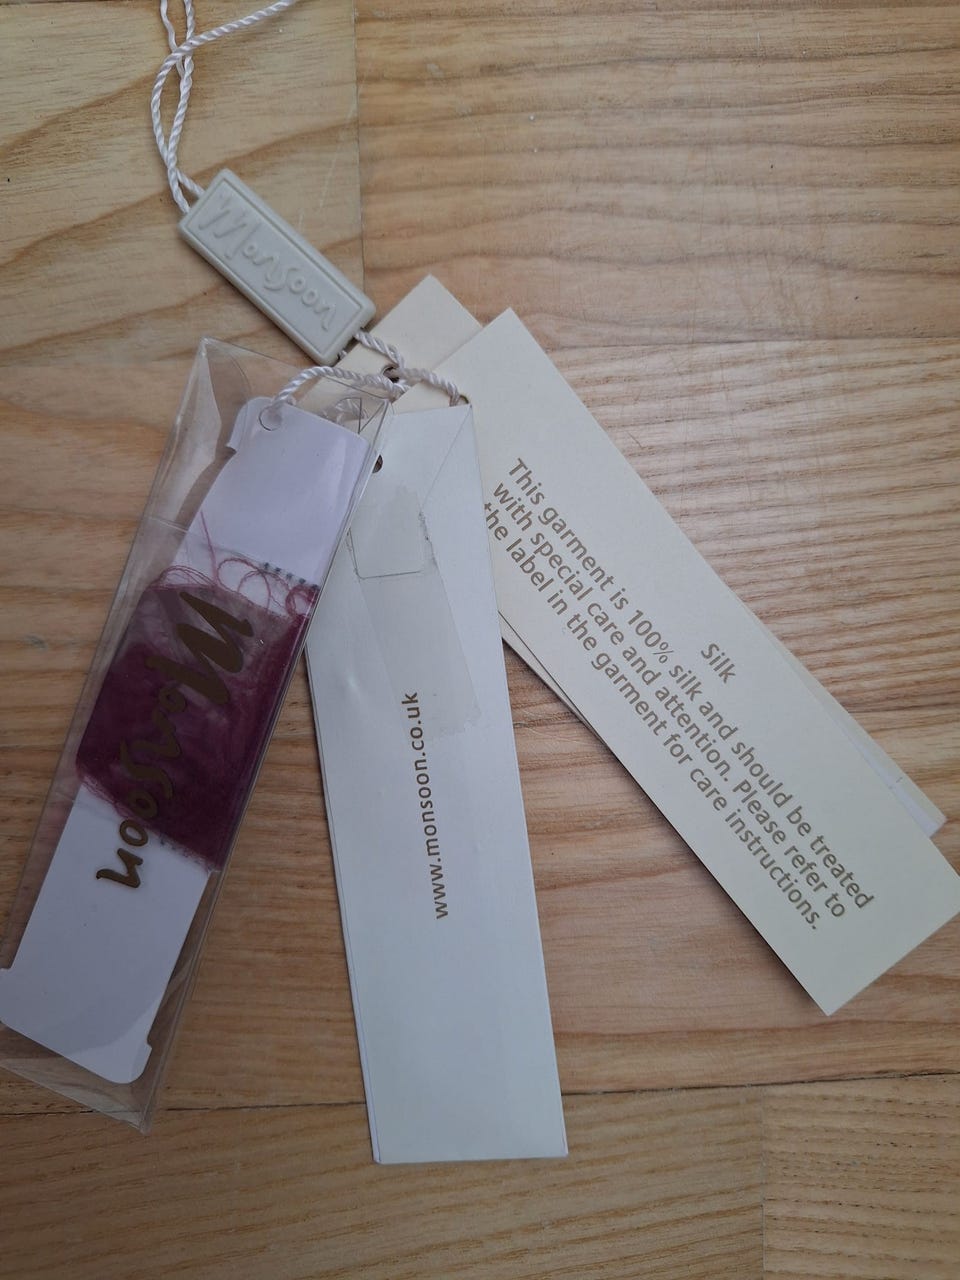 Monsoon
Monsoon
www.monsoon.co.uk
Silk
This garment is 100% silk and should be treated
with special care and attention. Please refer to
the label in the garment for care instructions.